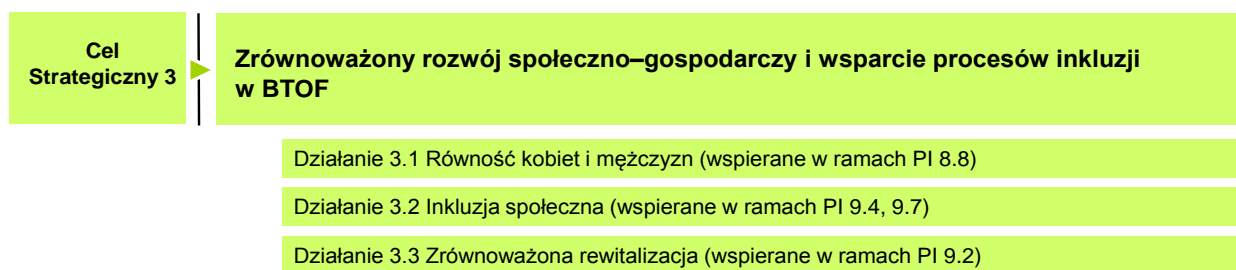 Cel
Strategiczny 3
Zrównoważony rozwój społeczno–gospodarczy i wsparcie procesów inkluzji
w BTOF
Działanie 3.1 Równość kobiet i mężczyzn (wspierane w ramach PI 8.8)
Działanie 3.2 Inkluzja społeczna (wspierane w ramach PI 9.4, 9.7)
Działanie 3.3 Zrównoważona rewitalizacja (wspierane w ramach PI 9.2)